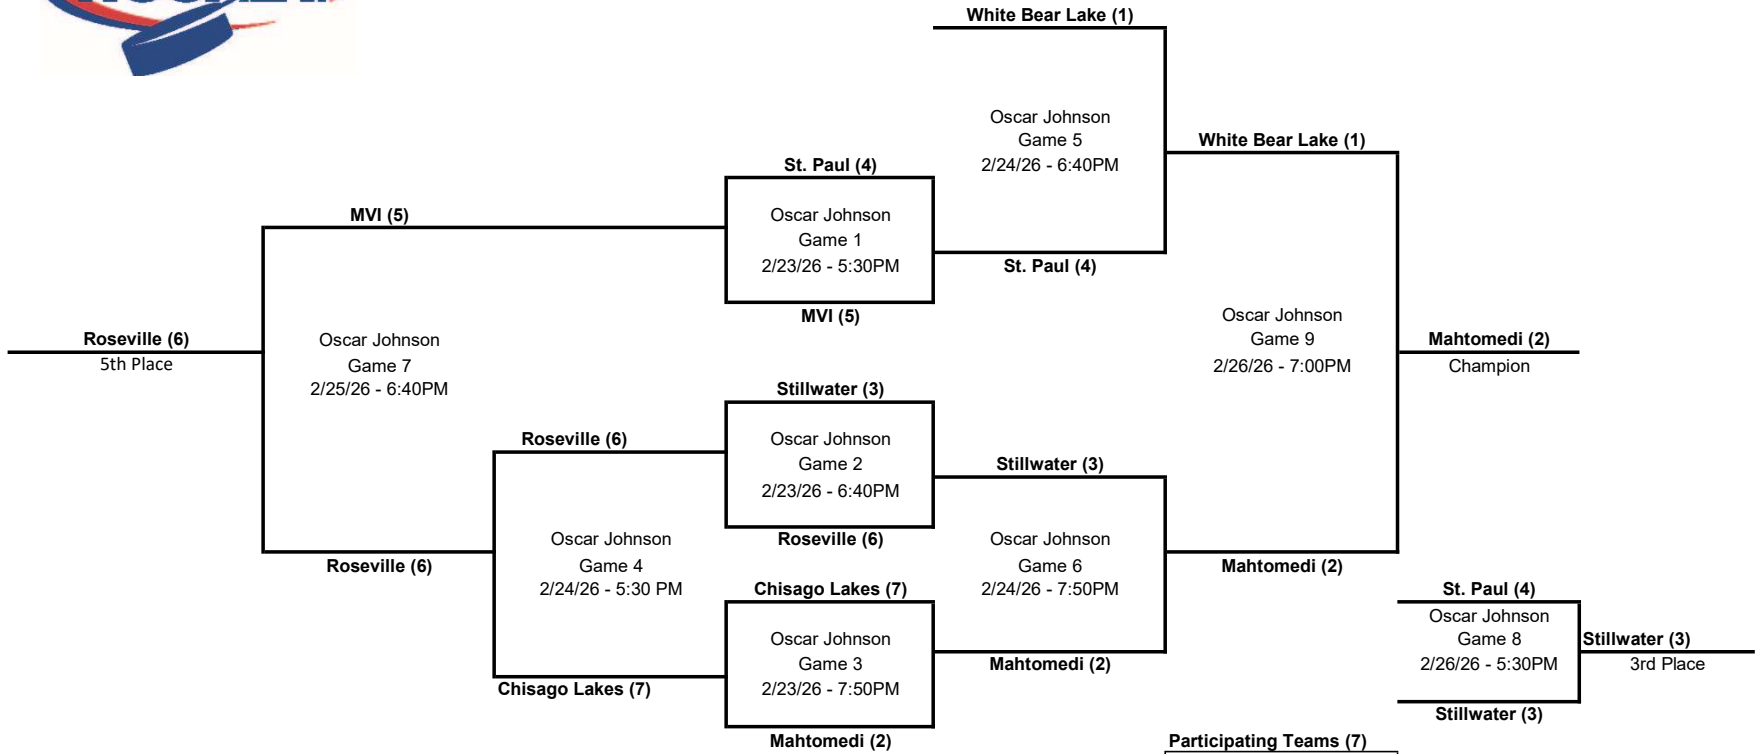 White Bear Lake (1)
Oscar Johnson
Game 5
2/24/26 - 6:40PM
White Bear Lake (1)
St. Paul (4)
MVI (5)
Oscar Johnson
Game 1
2/23/26 - 5:30PM
St. Paul (4)
MVI (5)
Roseville (6)
5th Place
Oscar Johnson
Game 7
2/25/26 - 6:40PM
Oscar Johnson
Game 9
2/26/26 - 7:00PM
Mahtomedi (2)
Champion
Stillwater (3)
Roseville (6)
Oscar Johnson
Game 2
2/23/26 - 6:40PM
Stillwater (3)
Roseville (6)
Roseville (6)
Oscar Johnson
Game 4
2/24/26 - 5:30 PM
Oscar Johnson
Game 6
2/24/26 - 7:50PM
Mahtomedi (2)
Chisago Lakes (7)
Oscar Johnson
Game 3
2/23/26 - 7:50PM
Mahtomedi (2)
Chisago Lakes (7)
Mahtomedi (2)
St. Paul (4)
Oscar Johnson
Game 8
2/26/26 - 5:30PM
Stillwater (3)
3rd Place
Stillwater (3)
Participating Teams (7)